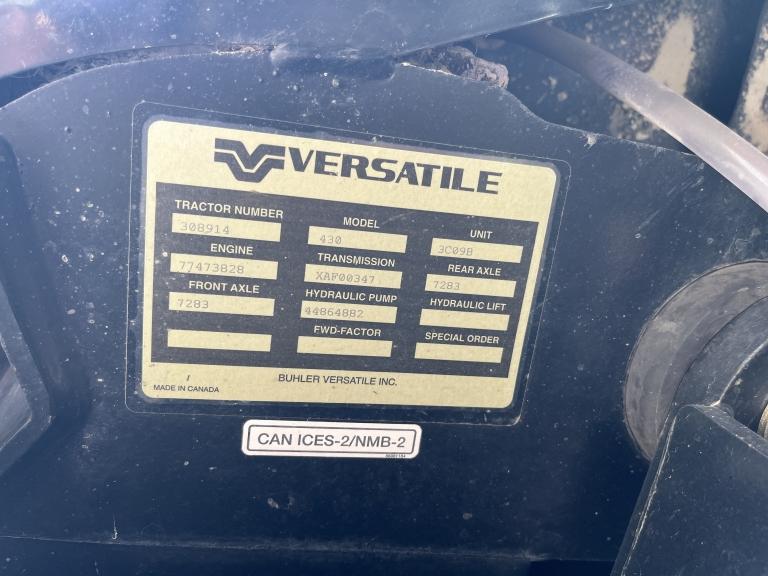 VERSATILE
TRACTOR NUMBER MODEL UNIT
308914 430 3C09B
ENGINE TRANSMISSION REAR AXLE
77473828 XAF00347 7283
FRONT AXLE HYDRAULIC PUMP HYDRAULIC LIFT
7283 44864882
FWD-FACTOR SPECIAL ORDER
BUHLER VERSATILE INC.
MADE IN CANADA
CAN ICES-2/NMB-2